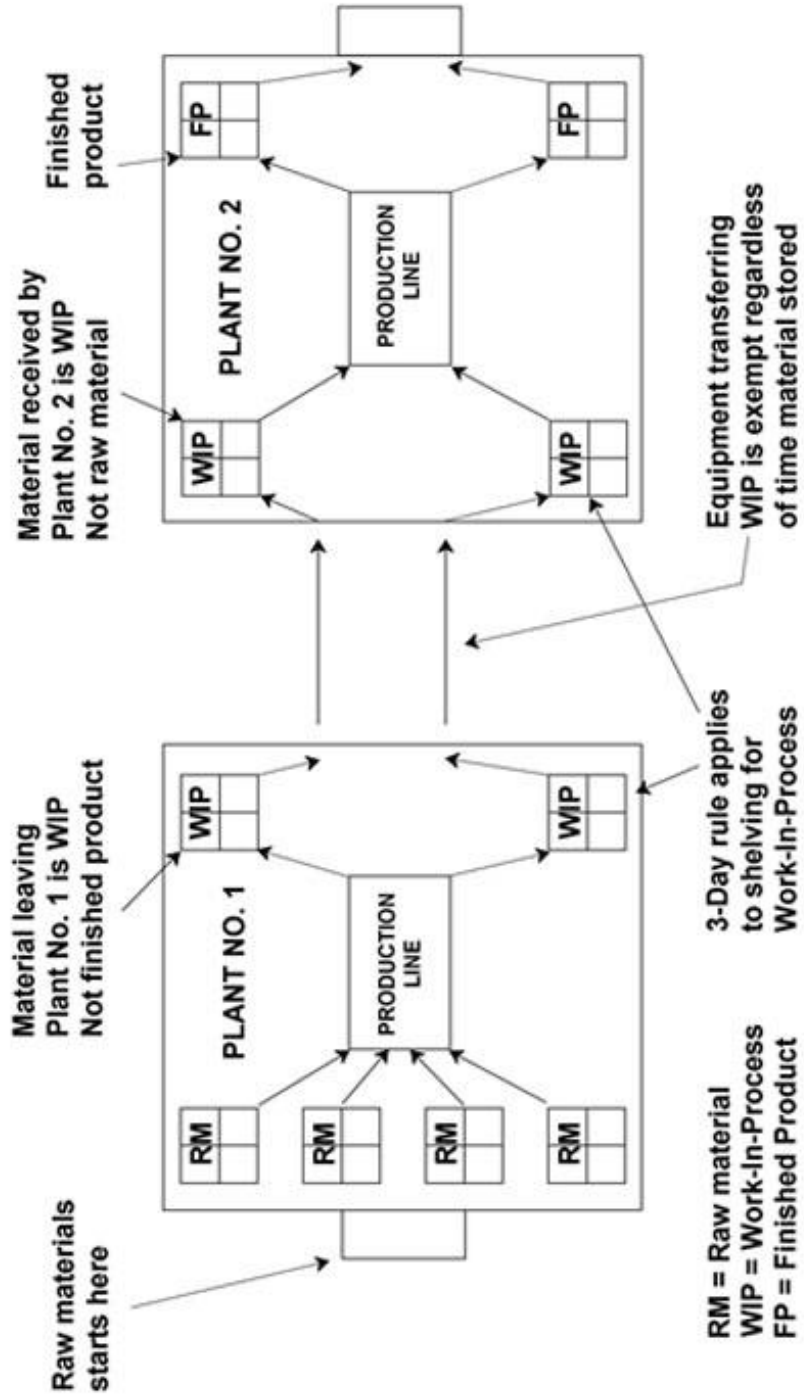 Raw materials
starts here
Material leaving
Plant No. 1 is WIP
Not finished product
Material received by
Plant No. 2 is WIP
Not raw material
Finished
product
RM
RM
RM
RM
PLANT NO. 1
PRODUCTION
LINE
WIP
WIP
WIP
WIP
PLANT NO. 2
PRODUCTION
LINE
FP
FP
RM = Raw material
WIP = Work-In-Process
FP = Finished Product
3-Day rule applies
to shelving for
Work-In-Process
Equipment transferring
WIP is exempt regardless
of time material stored